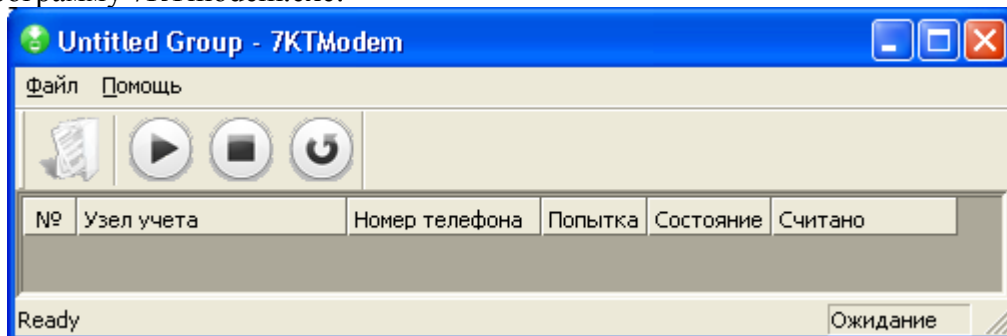 Untitled Group - 7KTModem
Файл Помощь
№ Узел учета Номер телефона Попытка Состояние Считано
Ready Ожидание